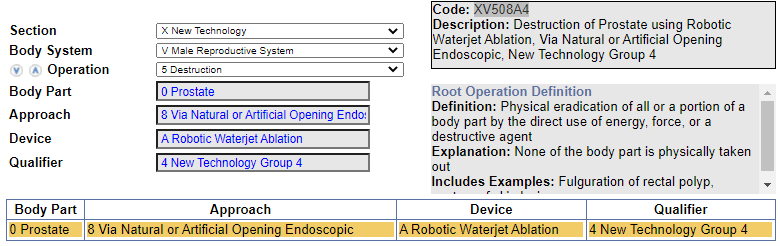 Section
X New Technology
Body System
V Male Reproductive System
Operation
5 Destruction
Body Part
0 Prostate
Approach
8 Via Natural or Artificial Opening Endos
Device
A Robotic Waterjet Ablation
Qualifier
4 New Technology Group 4
Code: XV508A4
Description: Destruction of Prostate using Robotic
Waterjet Ablation, Via Natural or Artificial Opening
Endoscopic, New Technology Group 4
Root Operation Definition
Definition: Physical eradication of all or a portion of a
body part by the direct use of energy, force, or a
destructive agent
Explanation: None of the body part is physically taken
out
Includes Examples: Fulguration of rectal polyp,
Body Part Approach Device Qualifier
0 Prostate 8 Via Natural or Artificial Opening Endoscopic A Robotic Waterjet Ablation 4 New Technology Group 4